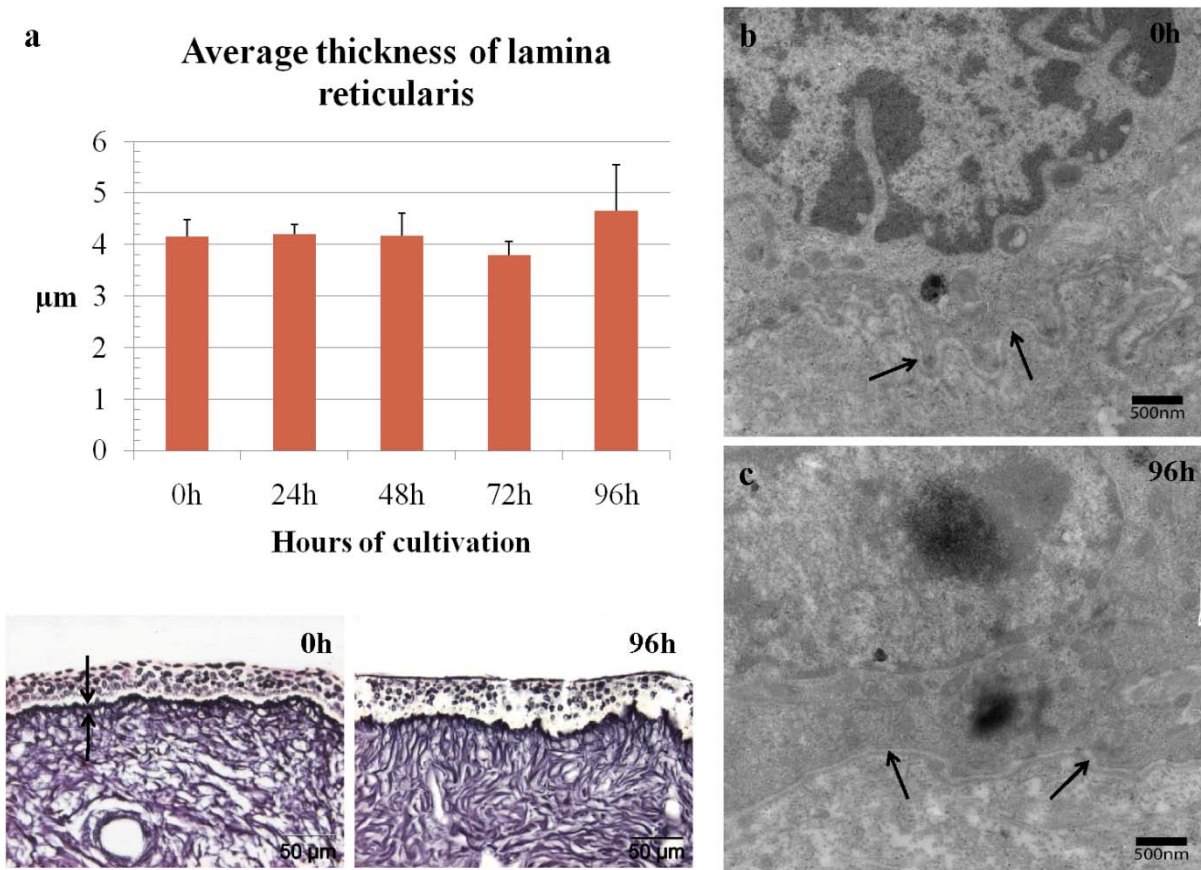 a
Average thickness of lamina
reticularis
6
5
4
3
2
1
0
µm
0h 24h 48h 72h 96h
Hours of cultivation
0h
50 µm
96h
50 µm
b
0h
500nm
c
96h
500nm